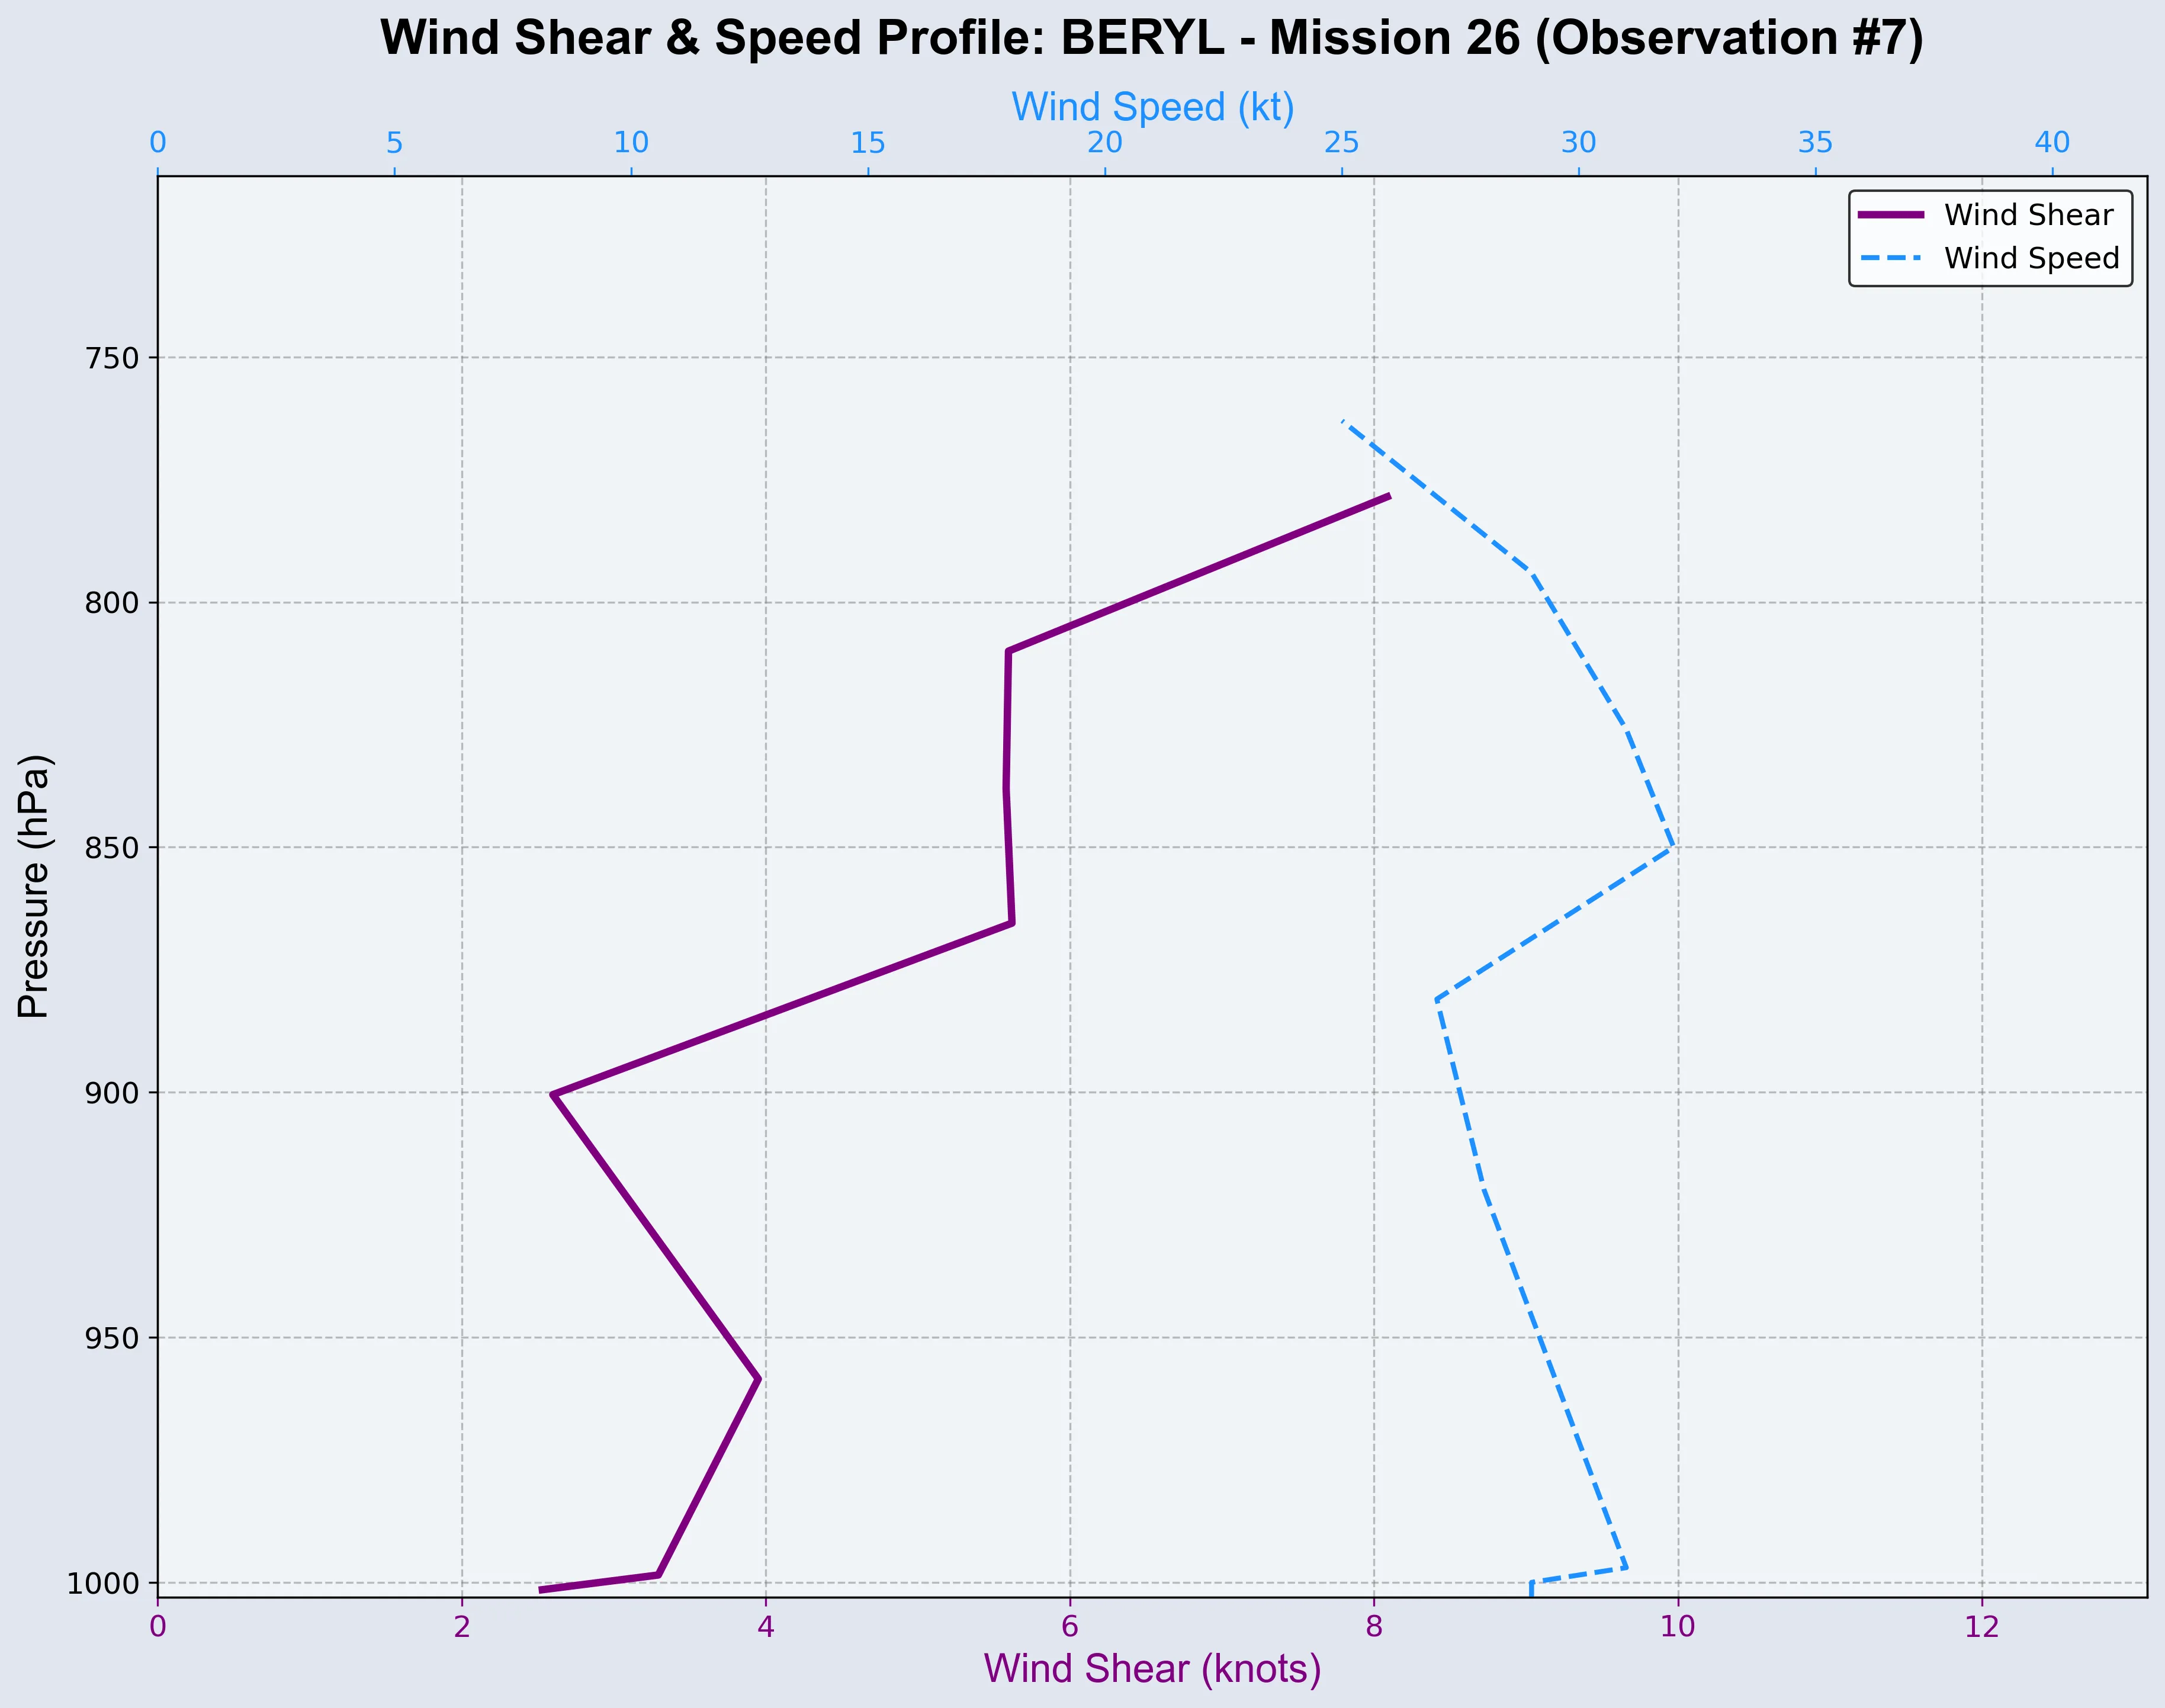 Wind Shear & Speed Profile: BERYL - Mission 26 (Observation #7)
Wind Speed (kt)
0 5 10 15 20 25 30 35 40
Wind Shear
Wind Speed
750
800
850
900
950
1000
Pressure (hPa)
0 2 4 6 8 10 12
Wind Shear (knots)